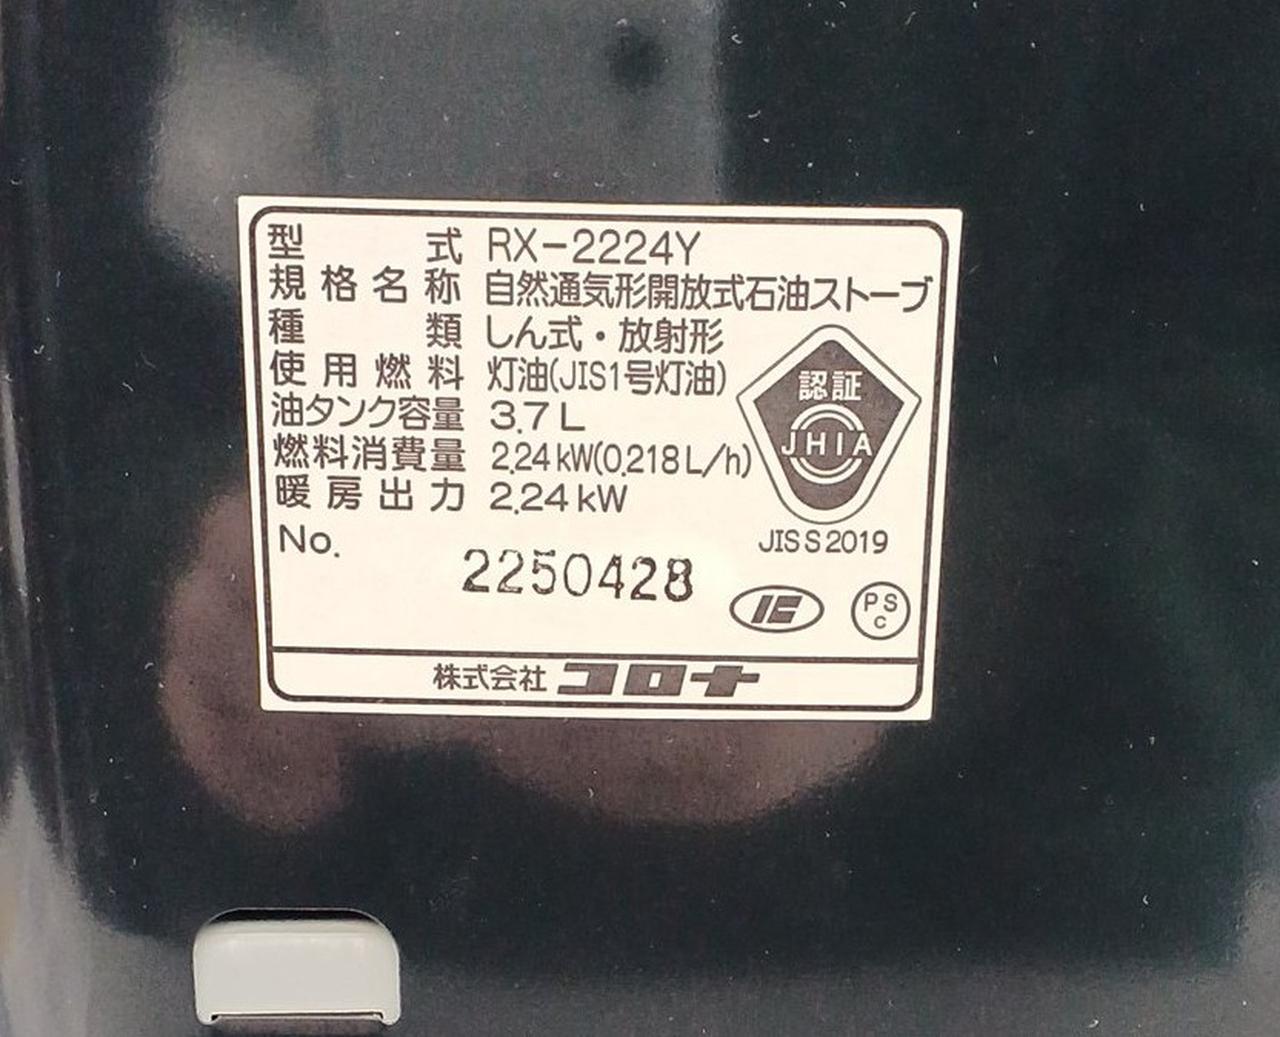 型式 RX-2224Y
規格名称 自然通気形開放式石油ストーブ
種類 しん式・放射形
使用燃料 灯油(JIS1号灯油)
油タンク容量 3.7L
燃料消費量 2.24kW(0.218L/h)
暖房出力 2.24kW
認証
JHIA
JIS S 2019
No. 2250428
PS
C
株式会社 コロナ